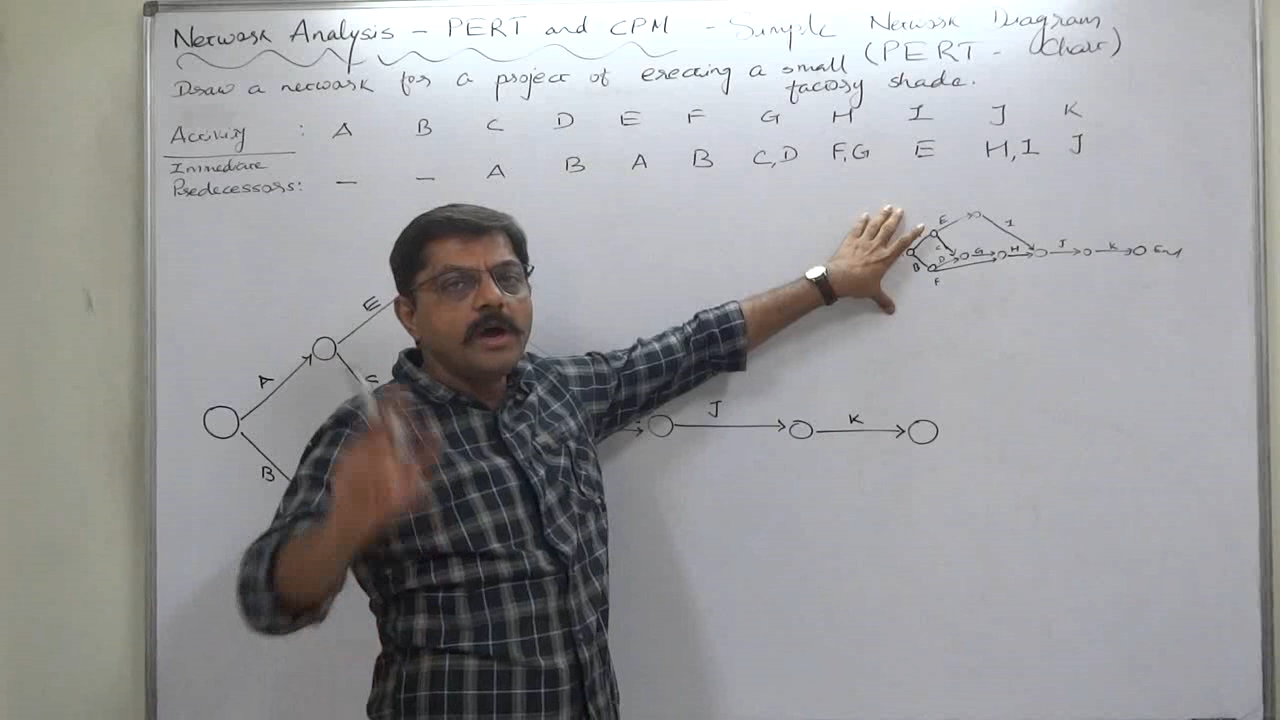 Network Analysis - PERT and CPM - Simple Network Diagram
(PERT - Chart)
Draw a network for a project of erecting a small
factory shade.
Activity : A B C D E F G H I J K
Immediate
Predecessors: — — A B A B C,D F,G E H,I J
E I
C G H J K End
B D
F
E
A C
J K
B